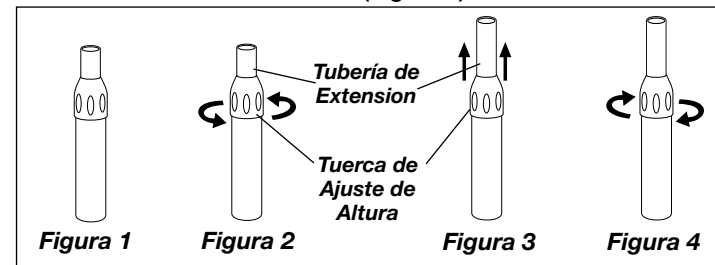 Tubería de
Extension
Tuerca de
Ajuste de
Altura
Figura 1
Figura 2
Figura 3
Figura 4